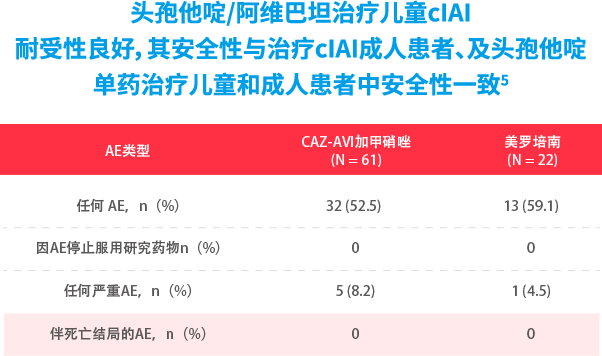 头孢他啶/阿维巴坦治疗儿童cIAI
耐受性良好，其安全性与治疗cIAI成人患者、及头孢他啶
单药治疗儿童和成人患者中安全性一致5
AE类型 CAZ-AVI加甲硝唑 (N = 61) 美罗培南 (N = 22)
任何 AE，n（%） 32 (52.5) 13 (59.1)
因AE停止服用研究药物n（%） 0 0
任何严重AE，n（%） 5 (8.2) 1 (4.5)
伴死亡结局的AE，n（%） 0 0